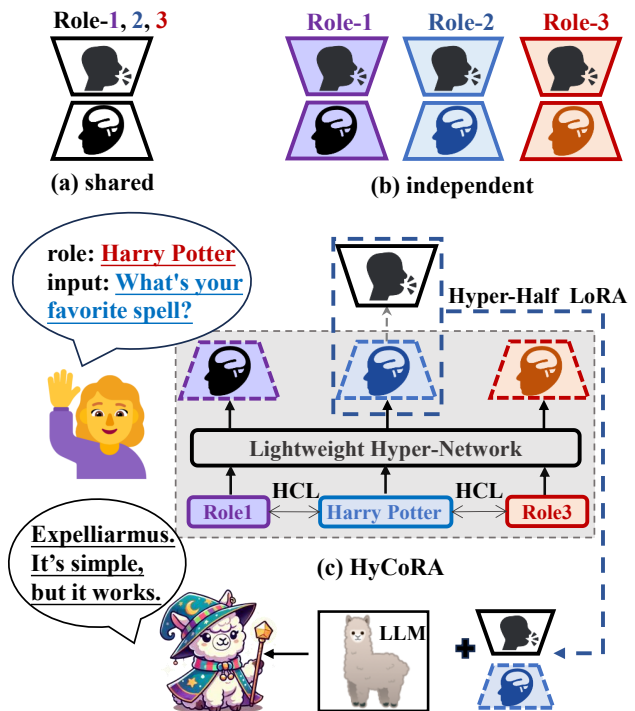 Role-1, 2, 3
(a) shared
Role-1
Role-2
Role-3
(b) independent
role: Harry Potter
input: What's your
favorite spell?
Hyper-Half LoRA
Lightweight Hyper-Network
HCL
HCL
Role1
Harry Potter
Role3
(c) HyCoRA
Expelliarmus.
It's simple,
but it works.
LLM